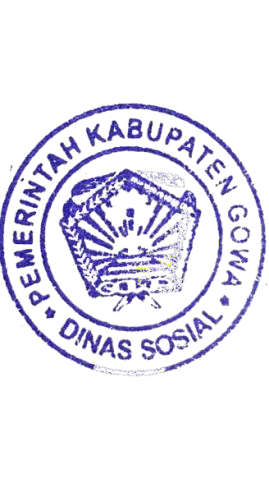 PEMERINTAH KABUPATEN GOWA
DINAS SOSIAL